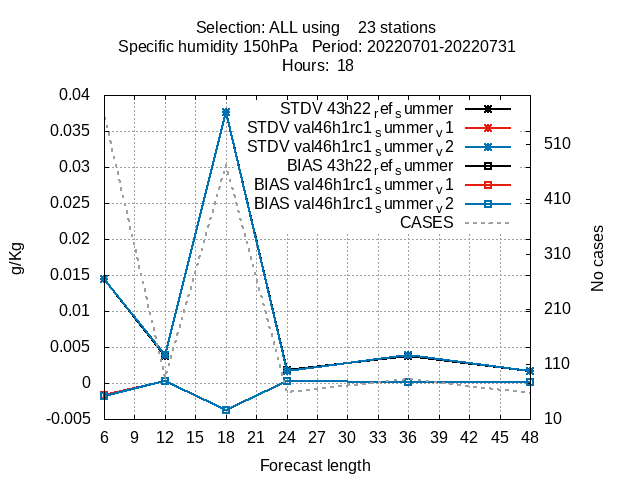 Selection: ALL using    23 stations
Specific humidity 150hPa   Period: 20220701-20220731
Hours:  18
STDV 43h22_ref_summer
STDV val46h1rc1_summer_v1
STDV val46h1rc1_summer_v2
BIAS 43h22_ref_summer
BIAS val46h1rc1_summer_v1
BIAS val46h1rc1_summer_v2
CASES
g/Kg
0.04
0.035
0.03
0.025
0.02
0.015
0.01
0.005
0
-0.005
No cases
510
410
310
210
110
10
6 9 12 15 18 21 24 27 30 33 36 39 42 45 48
Forecast length